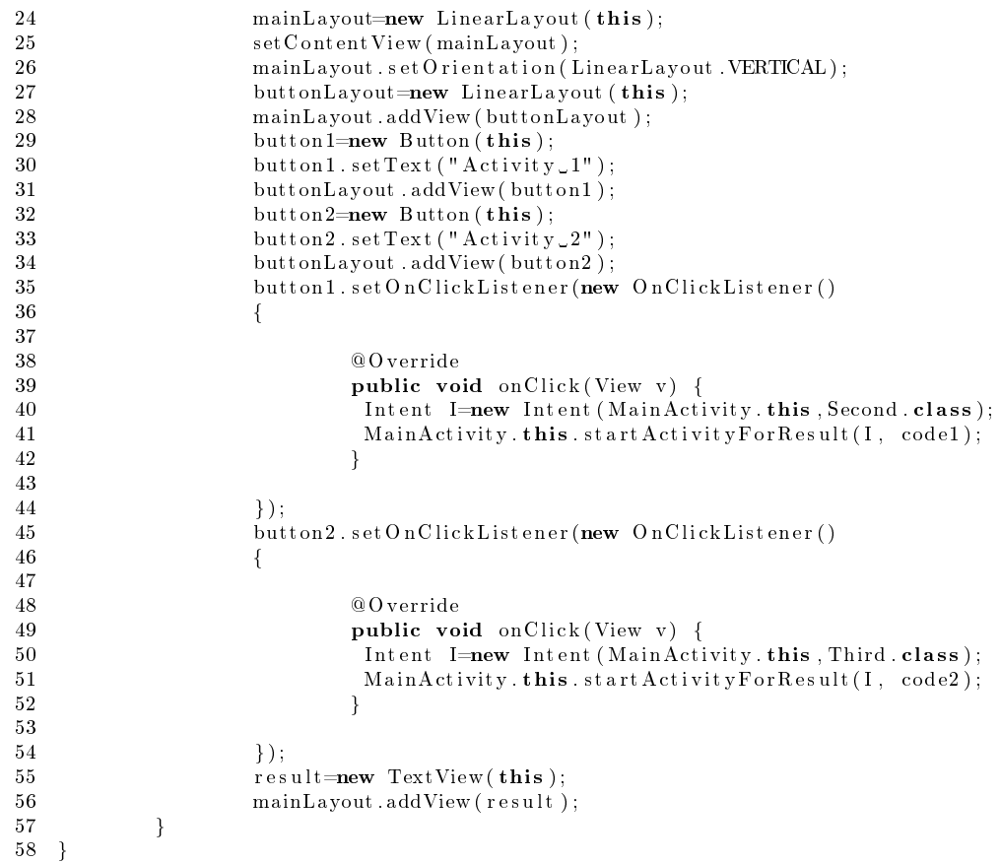 24 mainLayout=new LinearLayout(this);
25 setContentView(mainLayout);
26 mainLayout.setOrientation(LinearLayout.VERTICAL);
27 buttonLayout=new LinearLayout(this);
28 mainLayout.addView(buttonLayout);
29 button1=new Button(this);
30 button1.setText("Activity␣1");
31 buttonLayout.addView(button1);
32 button2=new Button(this);
33 button2.setText("Activity␣2");
34 buttonLayout.addView(button2);
35 button1.setOnClickListener(new OnClickListener()
36 {
37
38 @Override
39 public void onClick(View v) {
40 Intent I=new Intent(MainActivity.this,Second.class);
41 MainActivity.this.startActivityForResult(I, code1);
42 }
43
44 });
45 button2.setOnClickListener(new OnClickListener()
46 {
47
48 @Override
49 public void onClick(View v) {
50 Intent I=new Intent(MainActivity.this,Third.class);
51 MainActivity.this.startActivityForResult(I, code2);
52 }
53
54 });
55 result=new TextView(this);
56 mainLayout.addView(result);
57 }
58 }